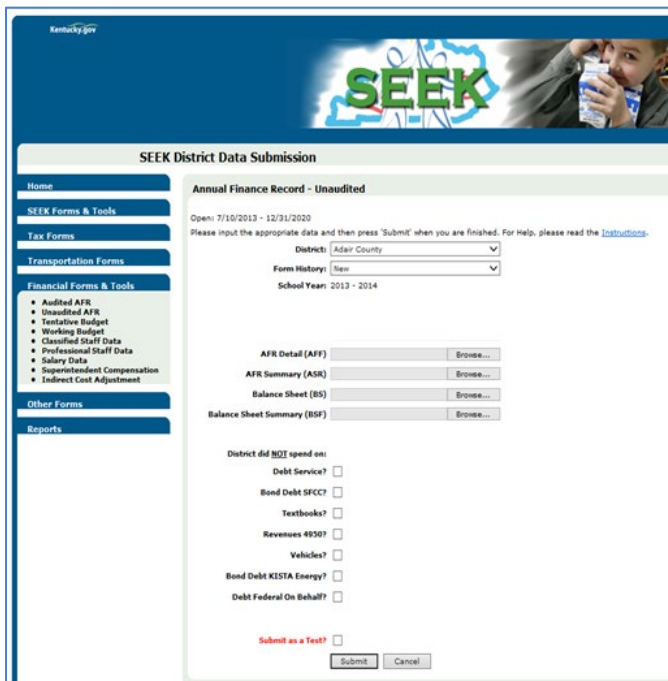 Kentucky.gov
SEEK
SEEK District Data Submission
Home
SEEK Forms & Tools
Tax Forms
Transportation Forms
Financial Forms & Tools
Audited AFR
Unaudited AFR
Tentative Budget
Working Budget
Classified Staff Data
Professional Staff Data
Salary Data
Superintendent Compensation
Indirect Cost Adjustment
Other Forms
Reports
Annual Finance Record - Unaudited
Open: 7/10/2013 - 12/31/2020
Please input the appropriate data and then press 'Submit' when you are finished. For Help, please read the Instructions.
District: Adair County
Form History: New
School Year: 2013 - 2014
AFR Detail (AFF) Browse...
AFR Summary (ASR) Browse...
Balance Sheet (BS) Browse...
Balance Sheet Summary (BSF) Browse...
District did NOT spend on:
Debt Service?
Bond Debt SFCC?
Textbooks?
Revenues 4950?
Vehicles?
Bond Debt KISTA Energy?
Debt Federal On Behalf?
Submit as a Test?
Submit Cancel